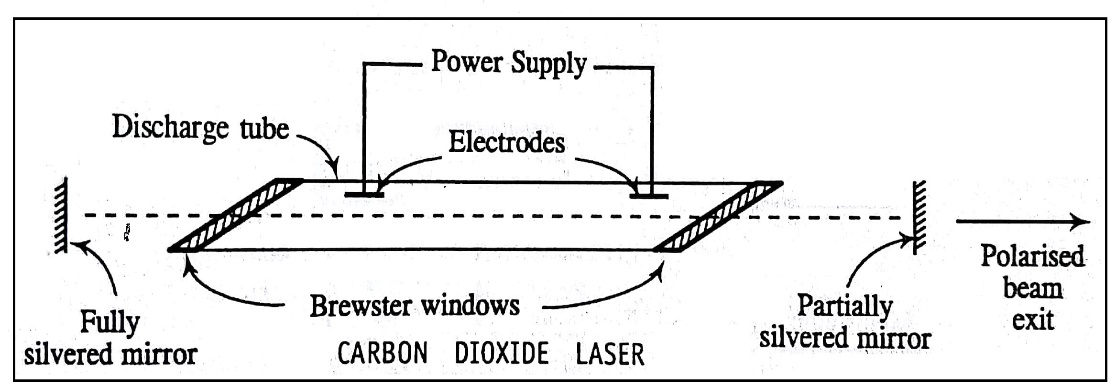 Power Supply
Discharge tube
Electrodes
Brewster windows
Fully
silvered mirror
Partially
silvered mirror
Polarised
beam
exit
CARBON DIOXIDE LASER